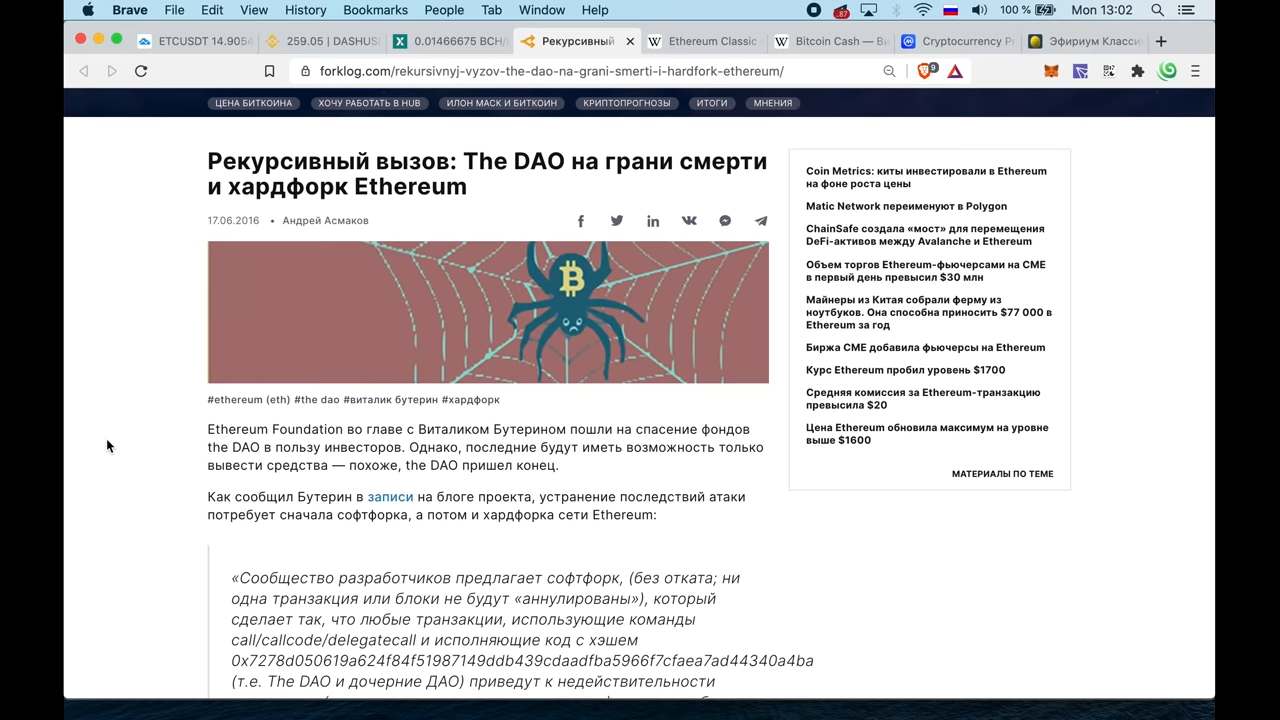 Brave File Edit View History Bookmarks People Tab Window Help
.87
100 % Mon 13:02
ETCUSDT 14.905
259.05 | DASHUS
0.01466675 BCH/
Рекурсивный
Ethereum Classic
Bitcoin Cash — Ви
Cryptocurrency Pr
Эфириум Класси
forklog.com/rekursivnyj-vyzov-the-dao-na-grani-smerti-i-hardfork-ethereum/
9
ЦЕНА БИТКОИНА ХОЧУ РАБОТАТЬ В HUB ИЛОН МАСК И БИТКОИН КРИПТОПРОГНОЗЫ ИТОГИ МНЕНИЯ
Рекурсивный вызов: The DAO на грани смерти
и хардфорк Ethereum
17.06.2016 • Андрей Асмаков
#ethereum (eth) #the dao #виталик бутерин #хардфорк
Ethereum Foundation во главе с Виталиком Бутерином пошли на спасение фондов
the DAO в пользу инвесторов. Однако, последние будут иметь возможность только
вывести средства — похоже, the DAO пришел конец.
Как сообщил Бутерин в записи на блоге проекта, устранение последствий атаки
потребует сначала софтфорка, а потом и хардфорка сети Ethereum:
«Сообщество разработчиков предлагает софтфорк, (без отката; ни
одна транзакция или блоки не будут «аннулированы»), который
сделает так, что любые транзакции, использующие команды
call/callcode/delegatecall и исполняющие код с хэшем
0x7278d050619a624f84f51987149ddb439cdaadfba5966f7cfaea7ad44340a4ba
(т.е. The DAO и дочерние ДАО) приведут к недействительности
Coin Metrics: киты инвестировали в Ethereum
на фоне роста цены
Matic Network переименуют в Polygon
ChainSafe создала «мост» для перемещения
DeFi-активов между Avalanche и Ethereum
Объем торгов Ethereum-фьючерсами на CME
в первый день превысил $30 млн
Майнеры из Китая собрали ферму из
ноутбуков. Она способна приносить $77 000 в
Ethereum за год
Биржа CME добавила фьючерсы на Ethereum
Курс Ethereum пробил уровень $1700
Средняя комиссия за Ethereum-транзакцию
превысила $20
Цена Ethereum обновила максимум на уровне
выше $1600
МАТЕРИАЛЫ ПО ТЕМЕ